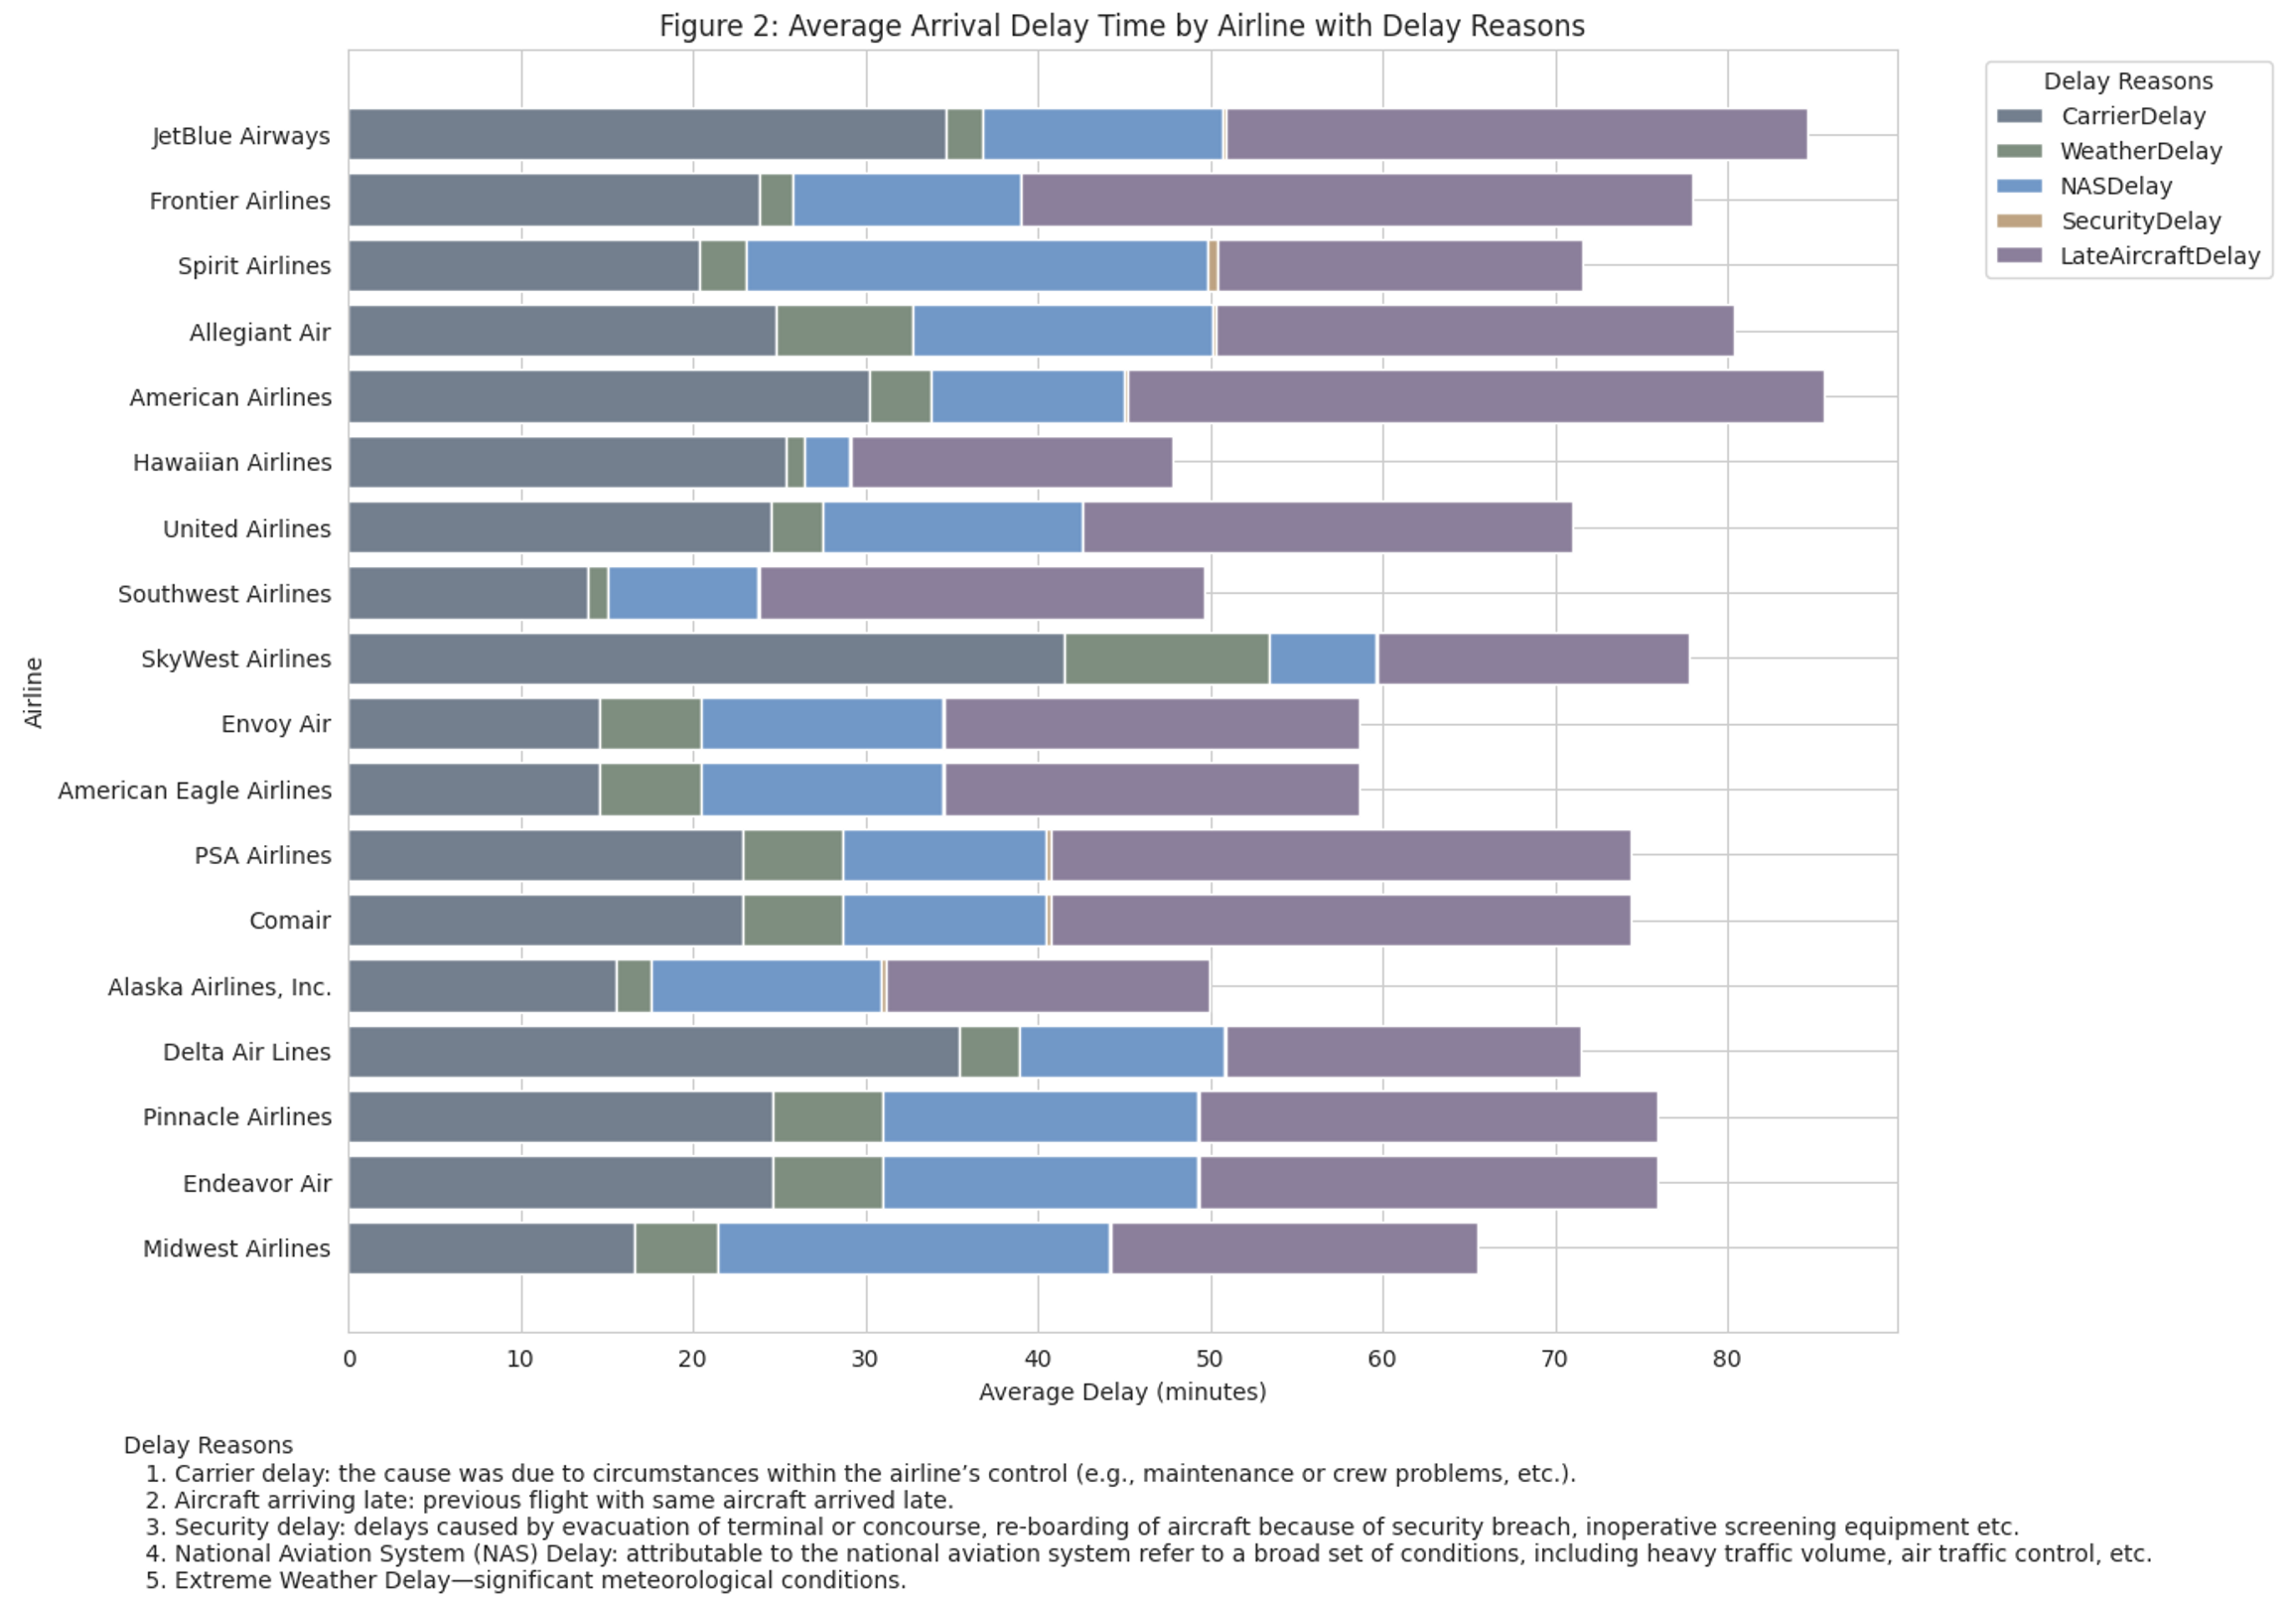 Figure 2: Average Arrival Delay Time by Airline with Delay Reasons
Delay Reasons
CarrierDelay
WeatherDelay
NASDelay
SecurityDelay
LateAircraftDelay
Airline
JetBlue Airways
Frontier Airlines
Spirit Airlines
Allegiant Air
American Airlines
Hawaiian Airlines
United Airlines
Southwest Airlines
SkyWest Airlines
Envoy Air
American Eagle Airlines
PSA Airlines
Comair
Alaska Airlines, Inc.
Delta Air Lines
Pinnacle Airlines
Endeavor Air
Midwest Airlines
0 10 20 30 40 50 60 70 80
Average Delay (minutes)
Delay Reasons
1. Carrier delay: the cause was due to circumstances within the airline’s control (e.g., maintenance or crew problems, etc.).
2. Aircraft arriving late: previous flight with same aircraft arrived late.
3. Security delay: delays caused by evacuation of terminal or concourse, re-boarding of aircraft because of security breach, inoperative screening equipment etc.
4. National Aviation System (NAS) Delay: attributable to the national aviation system refer to a broad set of conditions, including heavy traffic volume, air traffic control, etc.
5. Extreme Weather Delay—significant meteorological conditions.